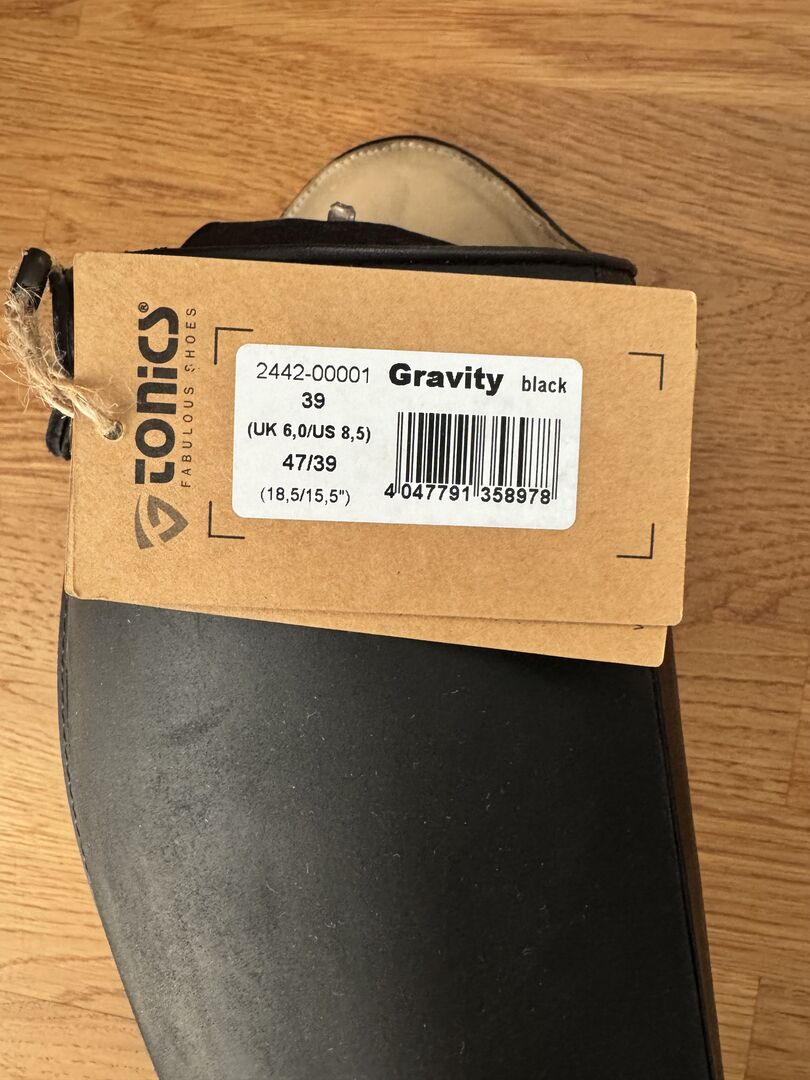 tonics®
FABULOUS SHOES
2442-00001 Gravity black
39
(UK 6,0/US 8,5)
47/39
(18,5/15,5")
4 047791 358978